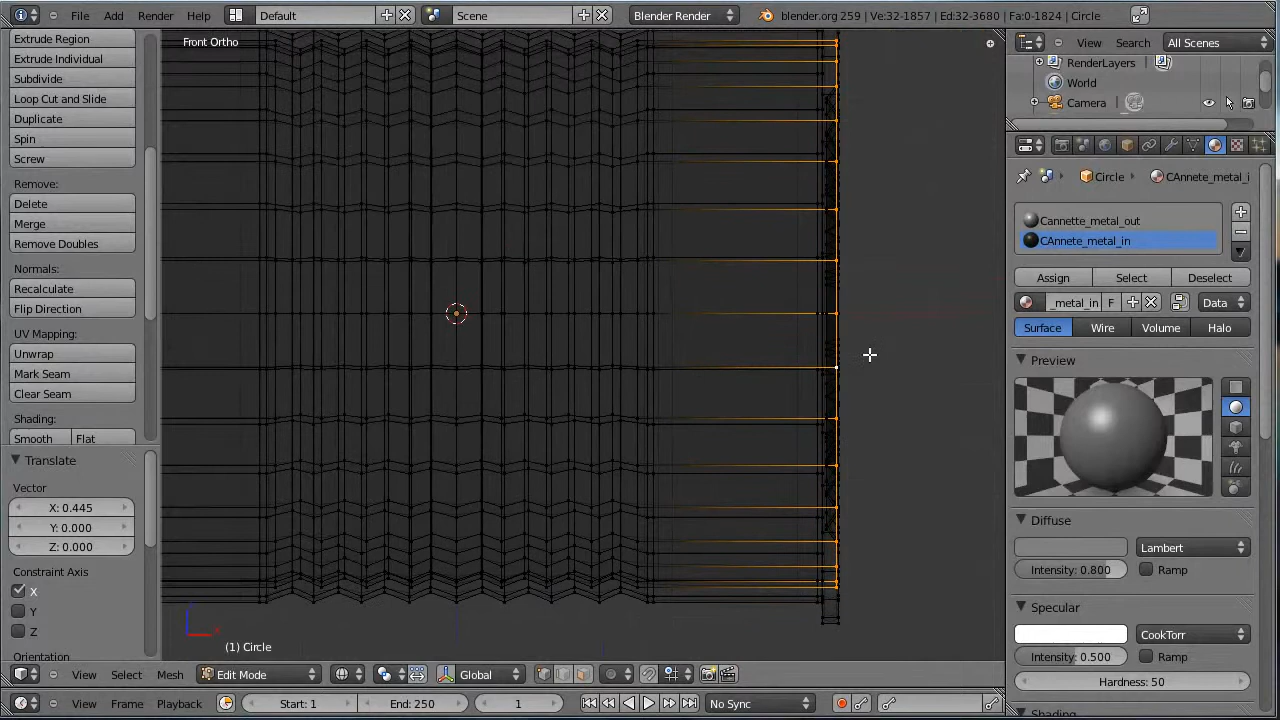 File Add Render Help Default Scene Blender Render blender.org 259 | Ve:32-1857 | Ed:32-3680 | Fa:0-1824 | Circle
Extrude Region
Extrude Individual
Subdivide
Loop Cut and Slide
Duplicate
Spin
Screw
Remove:
Delete
Merge
Remove Doubles
Normals:
Recalculate
Flip Direction
UV Mapping:
Unwrap
Mark Seam
Clear Seam
Shading:
Smooth Flat
Translate
Vector
X: 0.445
Y: 0.000
Z: 0.000
Constraint Axis
X
Y
Z
Orientation
Front Ortho
x
(1) Circle
View Select Mesh Edit Mode Global
View Frame Playback Start: 1 End: 250 1 No Sync
View Search All Scenes
RenderLayers
World
Camera
Circle CAnnete_metal_i
Cannette_metal_out
CAnnete_metal_in
Assign Select Deselect
_metal_in F Data
Surface Wire Volume Halo
Preview
Diffuse
Lambert
Intensity: 0.800 Ramp
Specular
CookTorr
Intensity: 0.500 Ramp
Hardness: 50
Shading